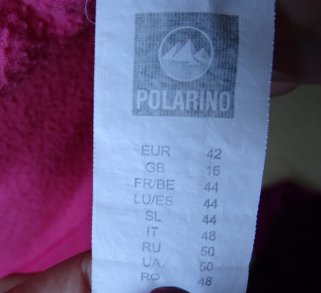 POLARINO
EUR 42
GB 16
FR/BE 44
LU/ES 44
SL 44
IT 48
RU 50
UA/ 50
RO 48